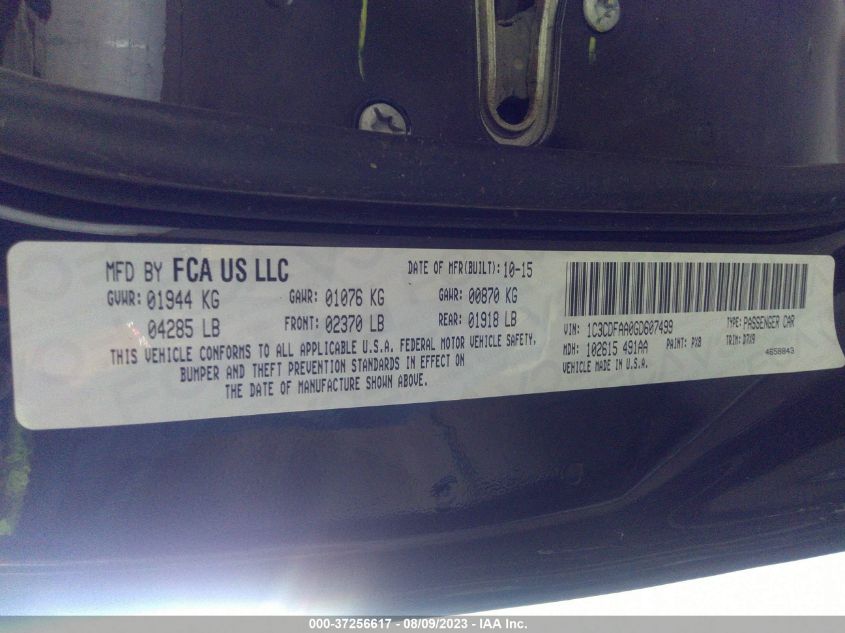 MFD BY FCA US LLC DATE OF MFR(BUILT): 10-15
GVWR: 01944 KG GAWR: 01076 KG GAWR: 00870 KG
04285 LB FRONT: 02370 LB REAR: 01918 LB
THIS VEHICLE CONFORMS TO ALL APPLICABLE U.S.A. FEDERAL MOTOR VEHICLE SAFETY,
BUMPER AND THEFT PREVENTION STANDARDS IN EFFECT ON
THE DATE OF MANUFACTURE SHOWN ABOVE.
VIN: 1C3CDFAA0GD607499 TYPE: PASSENGER CAR
MDH: 102615 491AA PAINT: PX8 TRIM: D7X9
VEHICLE MADE IN U.S.A. 4658843
000-37256617 - 08/09/2023 - IAA Inc.